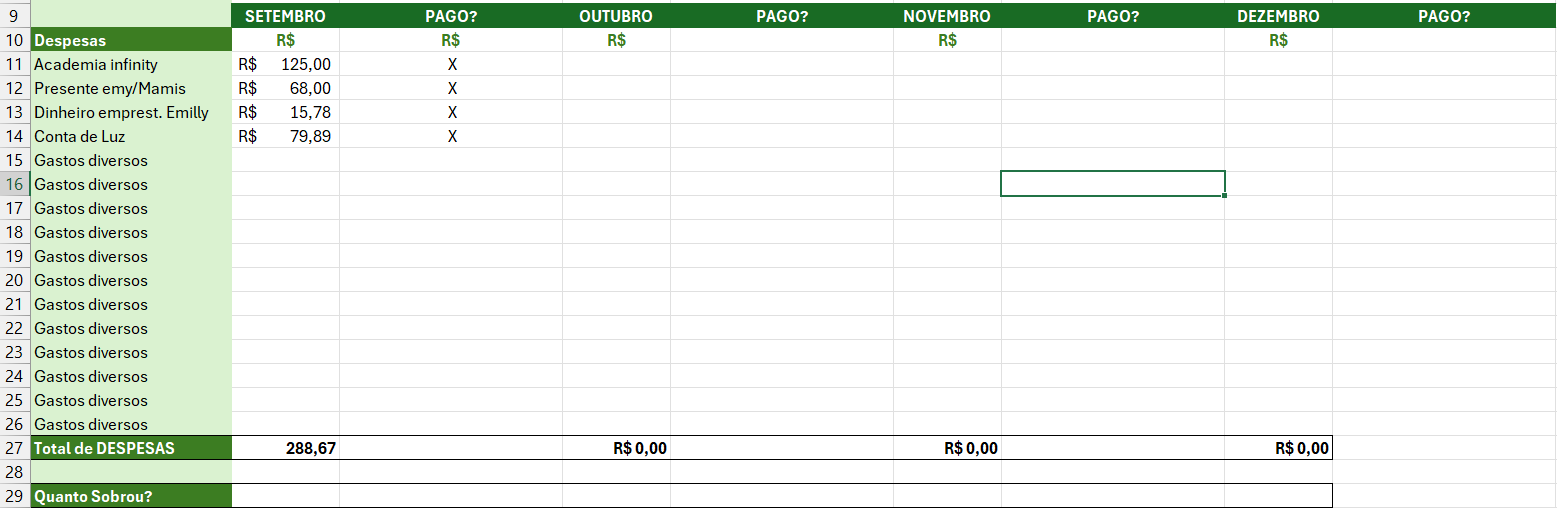 9 SETEMBRO PAGO? OUTUBRO PAGO? NOVEMBRO PAGO? DEZEMBRO PAGO?
10 Despesas R$ R$ R$ R$ R$
11 Academia infinity R$ 125,00 X
12 Presente emy/Mamis R$ 68,00 X
13 Dinheiro emprest. Emilly R$ 15,78 X
14 Conta de Luz R$ 79,89 X
15 Gastos diversos
16 Gastos diversos
17 Gastos diversos
18 Gastos diversos
19 Gastos diversos
20 Gastos diversos
21 Gastos diversos
22 Gastos diversos
23 Gastos diversos
24 Gastos diversos
25 Gastos diversos
26 Gastos diversos
27 Total de DESPESAS 288,67 R$ 0,00 R$ 0,00 R$ 0,00
28
29 Quanto Sobrou?